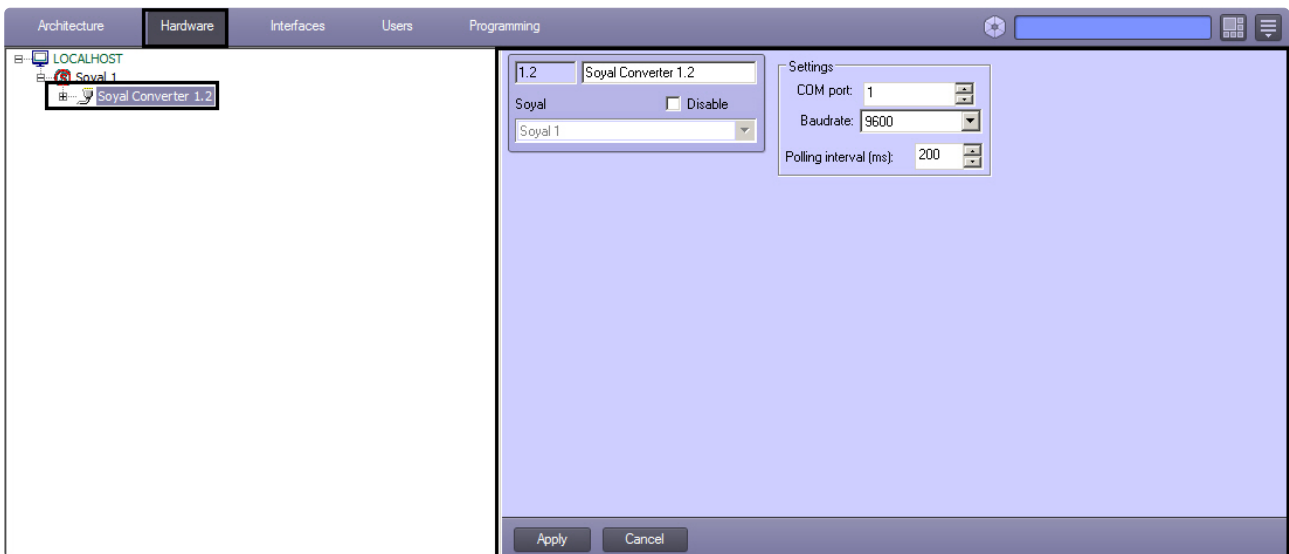 Architecture Hardware Interfaces Users Programming
LOCALHOST
Soyal 1
Soyal Converter 1.2
1.2 Soyal Converter 1.2
Soyal Disable
Soyal 1
Settings
COM port: 1
Baudrate: 9600
Polling interval (ms): 200
Apply Cancel